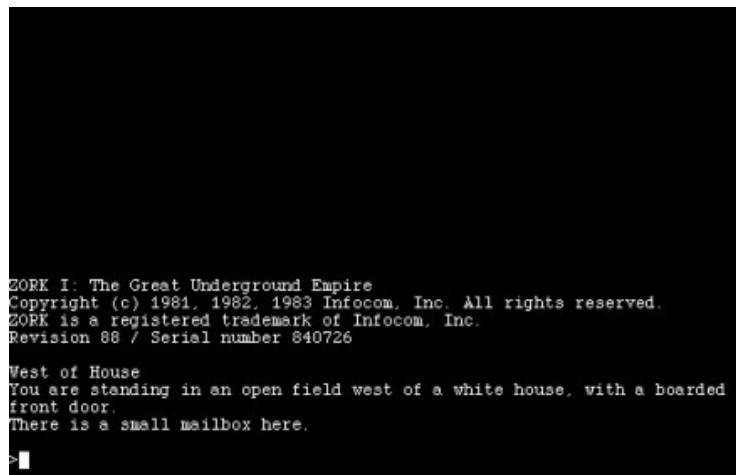 ZORK I: The Great Underground Empire
Copyright (c) 1981, 1982, 1983 Infocom, Inc. All rights reserved.
ZORK is a registered trademark of Infocom, Inc.
Revision 88 / Serial number 840726
West of House
You are standing in an open field west of a white house, with a boarded
front door.
There is a small mailbox here.
>